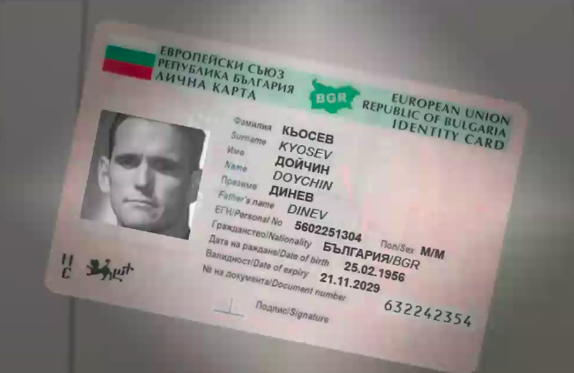 ЕВРОПЕЙСКИ СЪЮЗ
РЕПУБЛИКА БЪЛГАРИЯ
ЛИЧНА КАРТА
BGR
EUROPEAN UNION
REPUBLIC OF BULGARIA
IDENTITY CARD
Фамилия КЬОСЕВ
Surname KYOSEV
Име ДОЙЧИН
Name DOYCHIN
Презиме ДИНЕВ
Father's name DINEV
ЕГН/Personal No 5602251304 Пол/Sex М/M
Гражданство/Nationality БЪЛГАРИЯ/BGR
Дата на раждане/Date of birth 25.02.1956
Валидност/Date of expiry 21.11.2029
№ на документа/Document number 632242354
Подпис/Signature